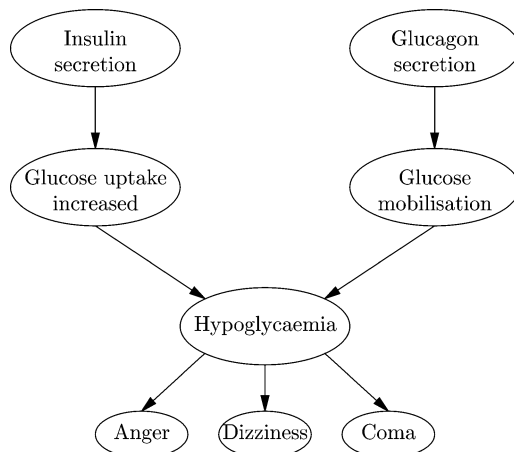 Insulin
secretion
Glucagon
secretion
Glucose uptake
increased
Glucose
mobilisation
Hypoglycaemia
Anger
Dizziness
Coma